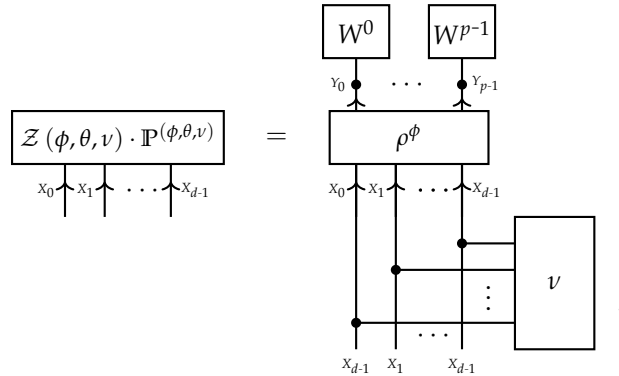 W^0 W^{p-1}
Y_0 · · · Y_{p-1}
𝒵 (ϕ, θ, ν) · ℙ^{(ϕ,θ,ν)} = ρ^ϕ
X_0 X_1 · · · X_{d-1} X_0 X_1 · · · X_{d-1}
ν
⋮
· · ·
X_{d-1} X_1 X_{d-1}
.